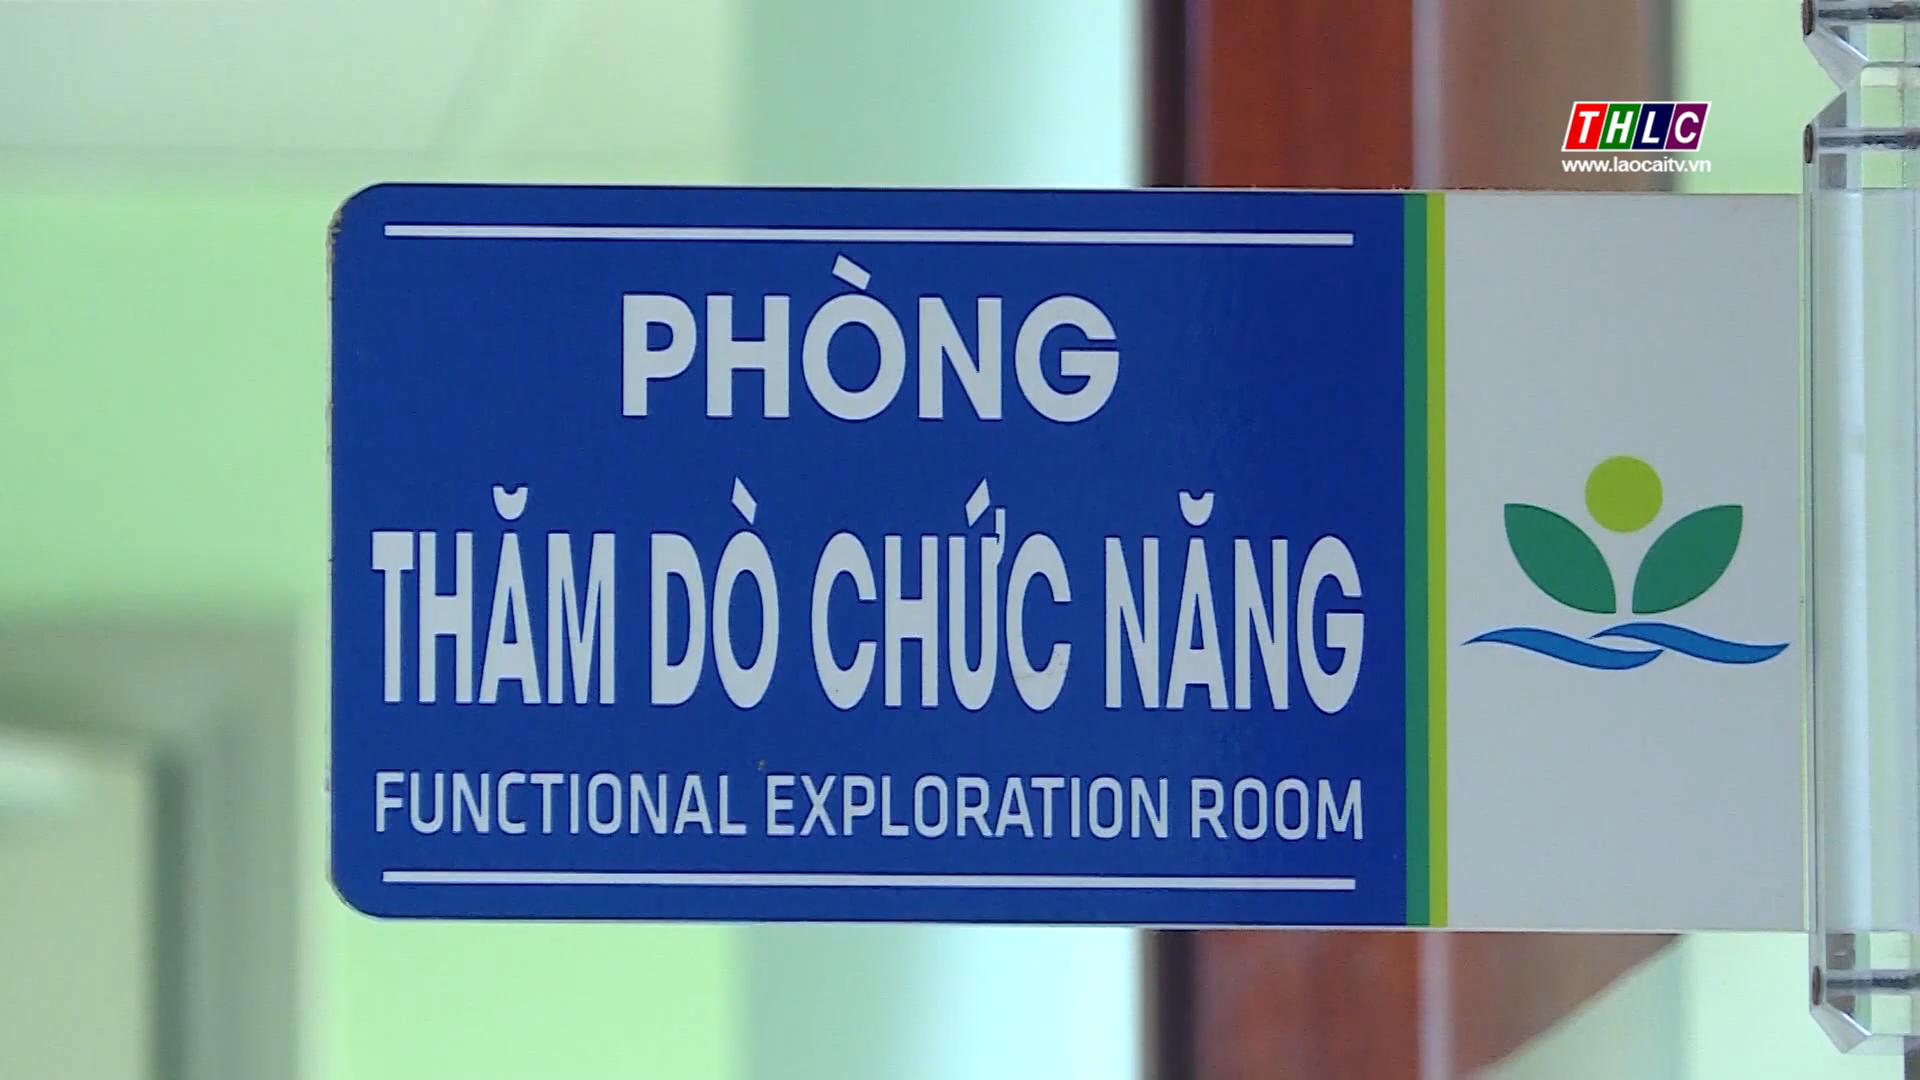 THLC
www.laocaitv.vn
PHÒNG
THĂM DÒ CHỨC NĂNG
FUNCTIONAL EXPLORATION ROOM